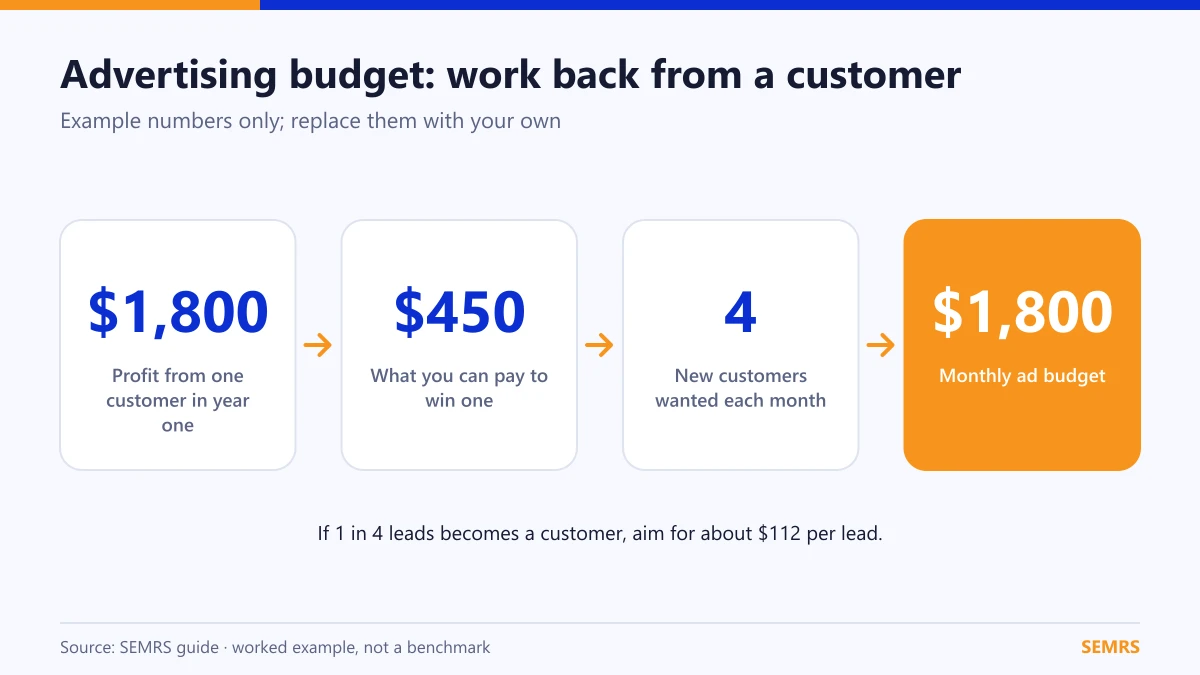 Advertising budget: work back from a customer
Example numbers only; replace them with your own
$1,800
Profit from one
customer in year
one
$450
What you can pay to
win one
4
New customers
wanted each month
$1,800
Monthly ad budget
If 1 in 4 leads becomes a customer, aim for about $112 per lead.
Source: SEMRS guide · worked example, not a benchmark
SEMRS